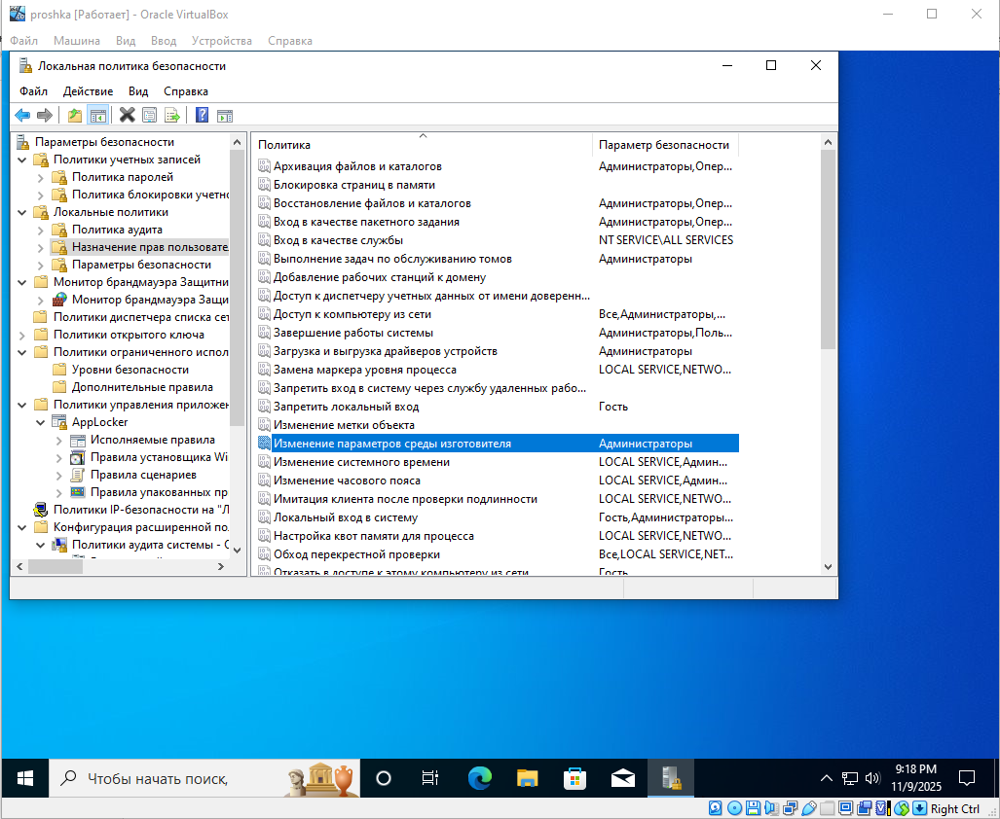 proshka [Работает] - Oracle VirtualBox
Файл Машина Вид Ввод Устройства Справка
Локальная политика безопасности
Файл Действие Вид Справка
Параметры безопасности
Политики учетных записей
Политика паролей
Политика блокировки учетно
Локальные политики
Политика аудита
Назначение прав пользовате
Параметры безопасности
Монитор брандмауэра Защитни
Монитор брандмауэра Защи
Политики диспетчера списка сет
Политики открытого ключа
Политики ограниченного испол
Уровни безопасности
Дополнительные правила
Политики управления приложен
AppLocker
Исполняемые правила
Правила установщика Wi
Правила сценариев
Правила упакованных пр
Политики IP-безопасности на "Л
Конфигурация расширенной по
Политики аудита системы - С
Политика Параметр безопасности
Архивация файлов и каталогов Администраторы,Опер...
Блокировка страниц в памяти
Восстановление файлов и каталогов Администраторы,Опер...
Вход в качестве пакетного задания Администраторы,Опер...
Вход в качестве службы NT SERVICE\ALL SERVICES
Выполнение задач по обслуживанию томов Администраторы
Добавление рабочих станций к домену
Доступ к диспетчеру учетных данных от имени доверенн...
Доступ к компьютеру из сети Все,Администраторы,...
Завершение работы системы Администраторы,Поль...
Загрузка и выгрузка драйверов устройств Администраторы
Замена маркера уровня процесса LOCAL SERVICE,NETWO...
Запретить вход в систему через службу удаленных рабо...
Запретить локальный вход Гость
Изменение метки объекта
Изменение параметров среды изготовителя Администраторы
Изменение системного времени LOCAL SERVICE,Админ...
Изменение часового пояса LOCAL SERVICE,Админ...
Имитация клиента после проверки подлинности LOCAL SERVICE,NETWO...
Локальный вход в систему Гость,Администраторы...
Настройка квот памяти для процесса LOCAL SERVICE,NETWO...
Обход перекрестной проверки Все,LOCAL SERVICE,NET...
Отказать в доступе к этому компьютеру из сети Гость
Чтобы начать поиск,
9:18 PM
11/9/2025
Right Ctrl